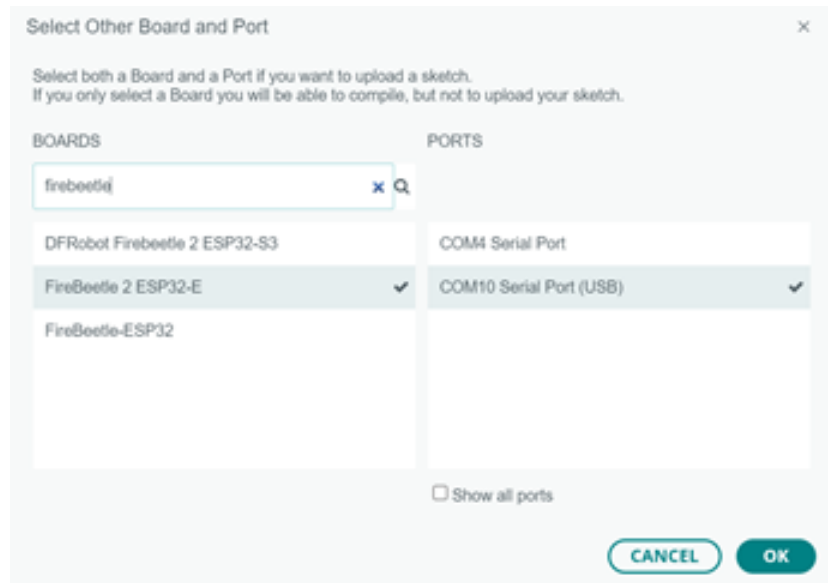 Select Other Board and Port
Select both a Board and a Port if you want to upload a sketch.
If you only select a Board you will be able to compile, but not to upload your sketch.
BOARDS
PORTS
firebeetle
DFRobot Firebeetle 2 ESP32-S3
COM4 Serial Port
FireBeetle 2 ESP32-E
COM10 Serial Port (USB)
FireBeetle-ESP32
Show all ports
CANCEL
OK